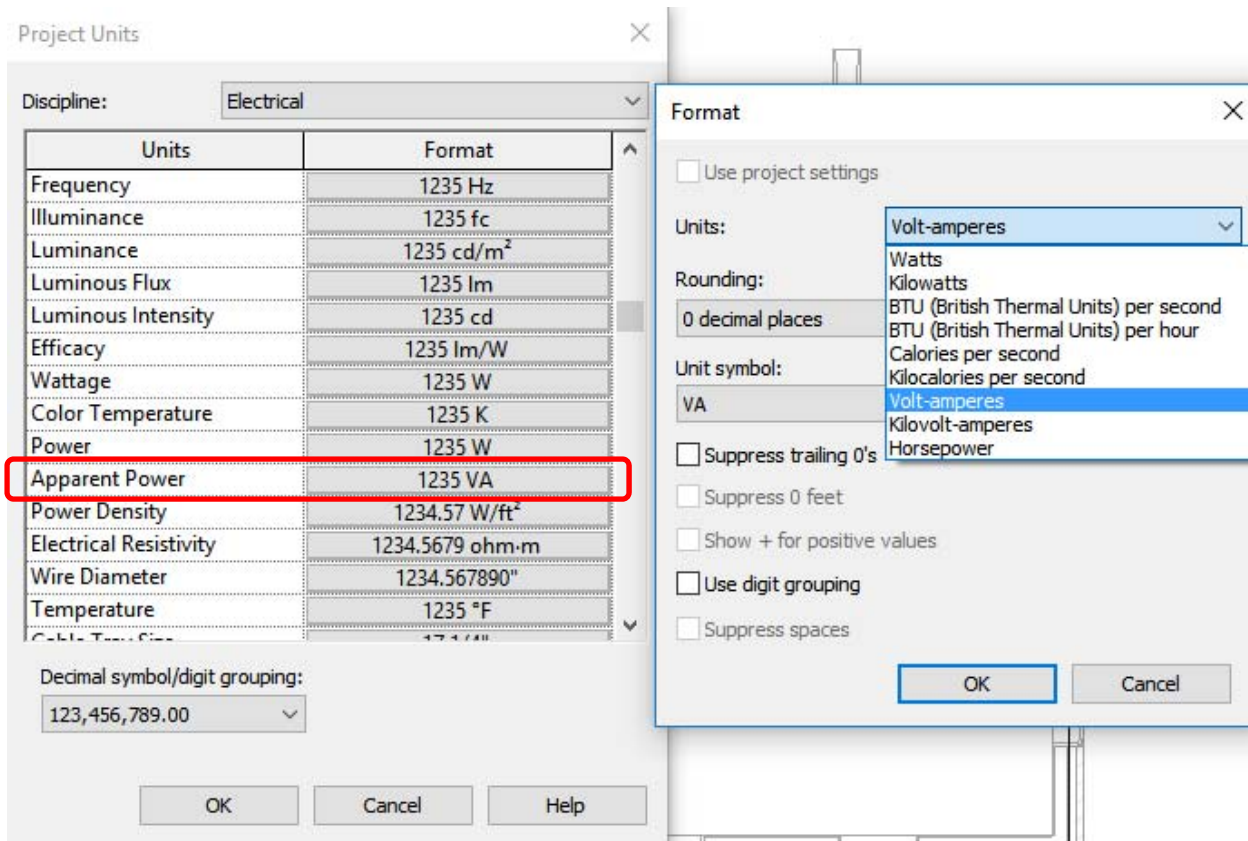 Project Units
Discipline: Electrical
Units Format
Frequency 1235 Hz
Illuminance 1235 fc
Luminance 1235 cd/m²
Luminous Flux 1235 lm
Luminous Intensity 1235 cd
Efficacy 1235 lm/W
Wattage 1235 W
Color Temperature 1235 K
Power 1235 W
Apparent Power 1235 VA
Power Density 1234.57 W/ft²
Electrical Resistivity 1234.5679 ohm·m
Wire Diameter 1234.567890"
Temperature 1235 °F
Cable Tray Size 17 1/4"
Decimal symbol/digit grouping:
123,456,789.00
OK Cancel Help
Format
Use project settings
Units: Volt-amperes
Watts
Kilowatts
BTU (British Thermal Units) per second
BTU (British Thermal Units) per hour
Calories per second
Kilocalories per second
Volt-amperes
Kilovolt-amperes
Horsepower
Rounding:
0 decimal places
Unit symbol:
VA
Suppress trailing 0's
Suppress 0 feet
Show + for positive values
Use digit grouping
Suppress spaces
OK Cancel